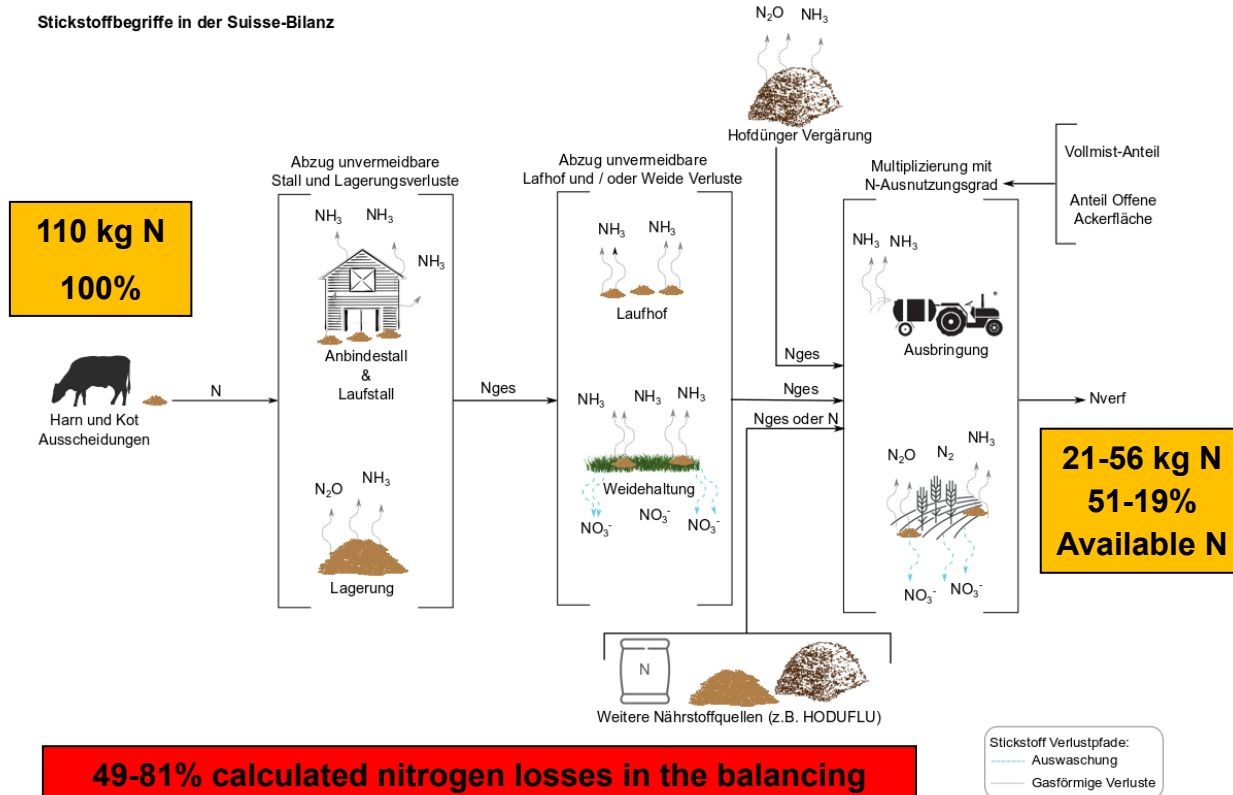 Stickstoffbegriffe in der Suisse-Bilanz
N₂O
NH₃
Hofdünger Vergärung
Abzug unvermeidbare
Stall und Lagerungsverluste
Abzug unvermeidbare
Lafhof und / oder Weide Verluste
Multiplizierung mit
N-Ausnutzungsgrad
Vollmist-Anteil
Anteil Offene
Ackerfläche
110 kg N
100%
Harn und Kot
Ausscheidungen
N
NH₃
NH₃
NH₃
Anbindestall
&
Laufstall
N₂O
NH₃
Lagerung
Nges
NH₃
NH₃
Laufhof
NH₃
NH₃
NH₃
Weidehaltung
NO₃⁻
NO₃⁻
NO₃⁻
Nges
Nges
Nges oder N
NH₃
NH₃
*
Ausbringung
N₂O
N₂
NH₃
NO₃⁻
NO₃⁻
NO₃⁻
Nverf
21-56 kg N
51-19%
Available N
N
Weitere Nährstoffquellen (z.B. HODUFLU)
49-81% calculated nitrogen losses in the balancing
Stickstoff Verlustpfade:
Auswaschung
Gasförmige Verluste